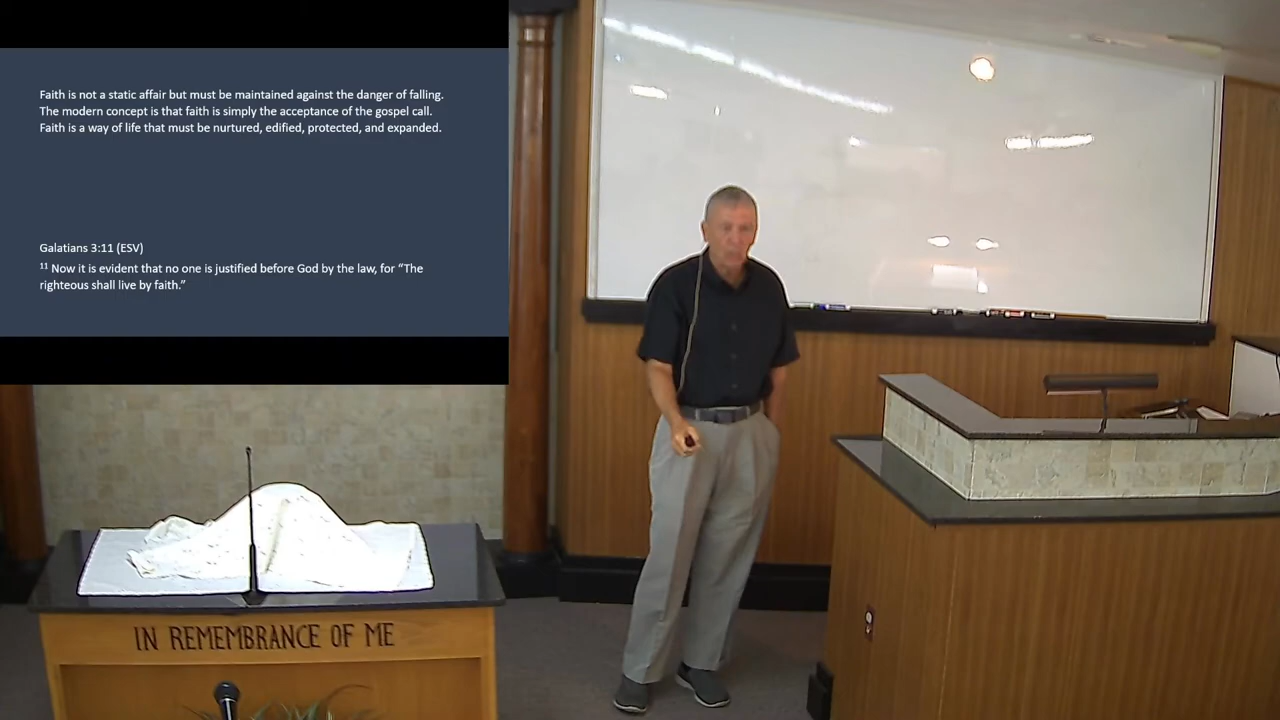 Faith is not a static affair but must be maintained against the danger of falling.
The modern concept is that faith is simply the acceptance of the gospel call.
Faith is a way of life that must be nurtured, edified, protected, and expanded.
Galatians 3:11 (ESV)
11 Now it is evident that no one is justified before God by the law, for “The
righteous shall live by faith.”
IN REMEMBRANCE OF ME